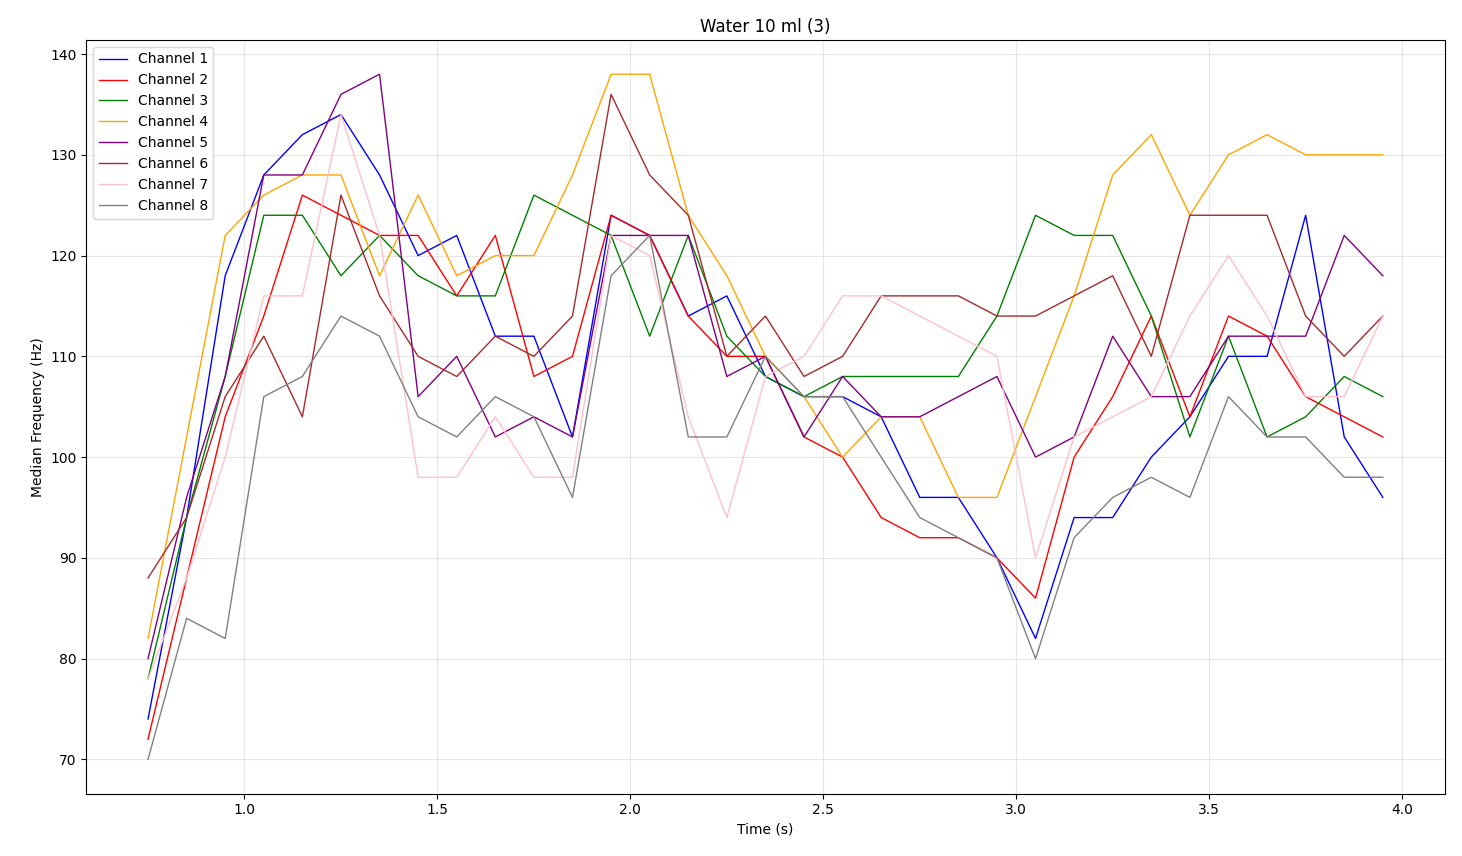 Water 10 ml (3)
Channel 1
Channel 2
Channel 3
Channel 4
Channel 5
Channel 6
Channel 7
Channel 8
140
130
120
110
100
90
80
70
Median Frequency (Hz)
1.0 1.5 2.0 2.5 3.0 3.5 4.0
Time (s)